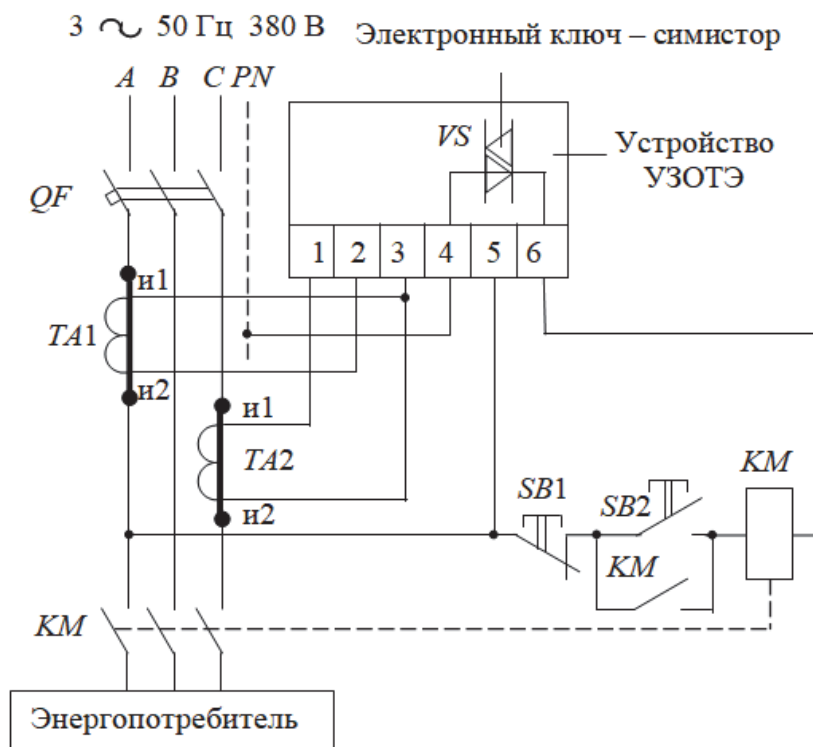 3 ~ 50 Гц 380 В
Электронный ключ – симистор
A B C PN
VS
Устройство
УЗОТЭ
QF
1 2 3 4 5 6
и1
TA1
и2
и1
TA2
и2
SB1
SB2
KM
KM
KM
Энергопотребитель